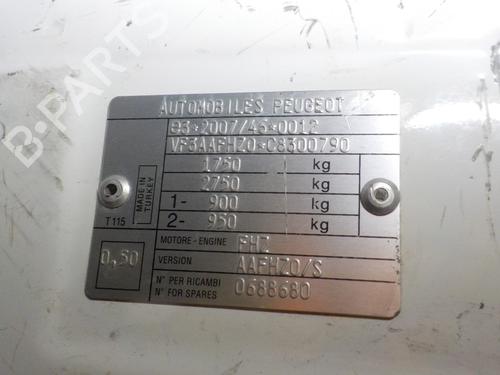 B-PARTS
AUTOMOBILES PEUGEOT
e3*2007/46*0012
VF3AAFHZ0*C8300790
1750 kg
2750 kg
1- 900 kg
2- 950 kg
MADE IN TURKEY
T 115
0,50
MOTORE - ENGINE FHZ
VERSION AAFHZ0/S
N° PER RICAMBI
N° FOR SPARES 0688680